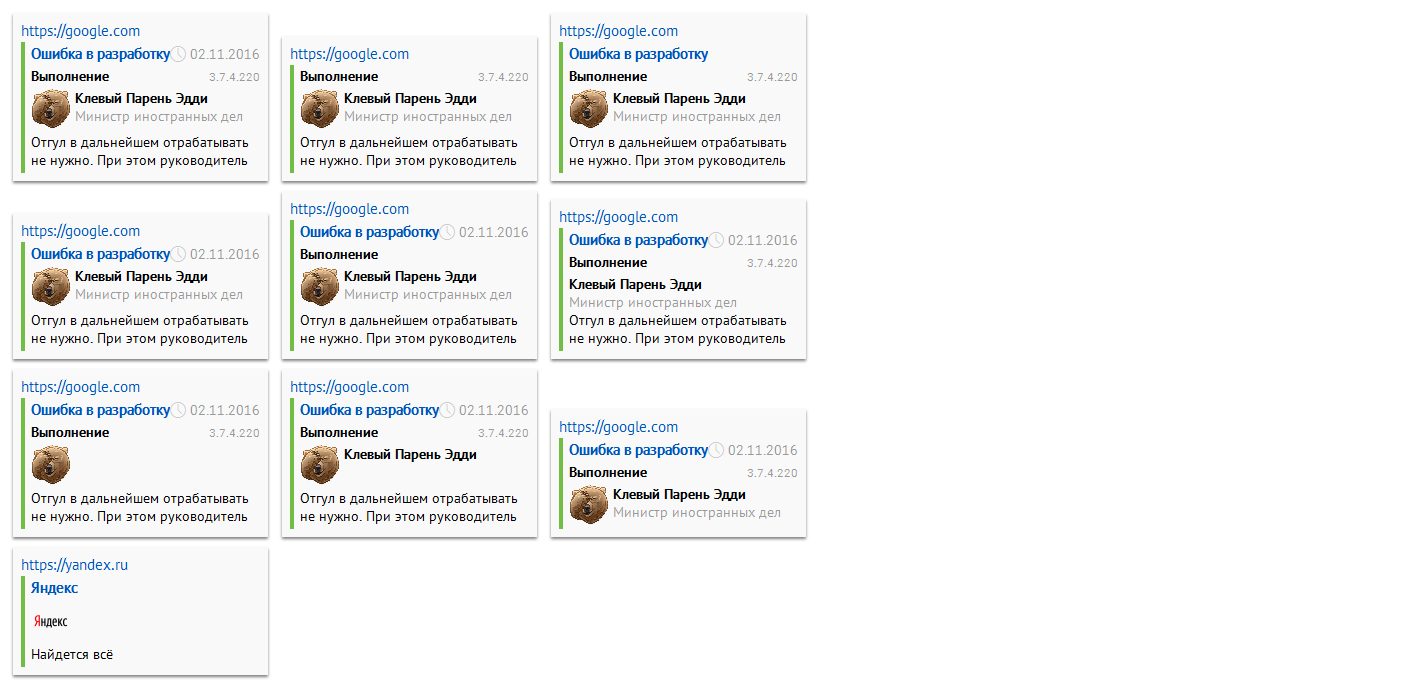 https://google.com
Ошибка в разработку 02.11.2016
Выполнение 3.7.4.220
Клевый Парень Эдди
Министр иностранных дел
Отгул в дальнейшем отрабатывать
не нужно. При этом руководитель
https://google.com
Выполнение 3.7.4.220
Клевый Парень Эдди
Министр иностранных дел
Отгул в дальнейшем отрабатывать
не нужно. При этом руководитель
https://google.com
Ошибка в разработку
Выполнение 3.7.4.220
Клевый Парень Эдди
Министр иностранных дел
Отгул в дальнейшем отрабатывать
не нужно. При этом руководитель
https://google.com
Ошибка в разработку 02.11.2016
Клевый Парень Эдди
Министр иностранных дел
Отгул в дальнейшем отрабатывать
не нужно. При этом руководитель
https://google.com
Ошибка в разработку 02.11.2016
Выполнение
Клевый Парень Эдди
Министр иностранных дел
Отгул в дальнейшем отрабатывать
не нужно. При этом руководитель
https://google.com
Ошибка в разработку 02.11.2016
Выполнение 3.7.4.220
Клевый Парень Эдди
Министр иностранных дел
Отгул в дальнейшем отрабатывать
не нужно. При этом руководитель
https://google.com
Ошибка в разработку 02.11.2016
Выполнение 3.7.4.220
Отгул в дальнейшем отрабатывать
не нужно. При этом руководитель
https://google.com
Ошибка в разработку 02.11.2016
Выполнение 3.7.4.220
Клевый Парень Эдди
Отгул в дальнейшем отрабатывать
не нужно. При этом руководитель
https://google.com
Ошибка в разработку 02.11.2016
Выполнение 3.7.4.220
Клевый Парень Эдди
Министр иностранных дел
https://yandex.ru
Яндекс
Яндекс
Найдется всё